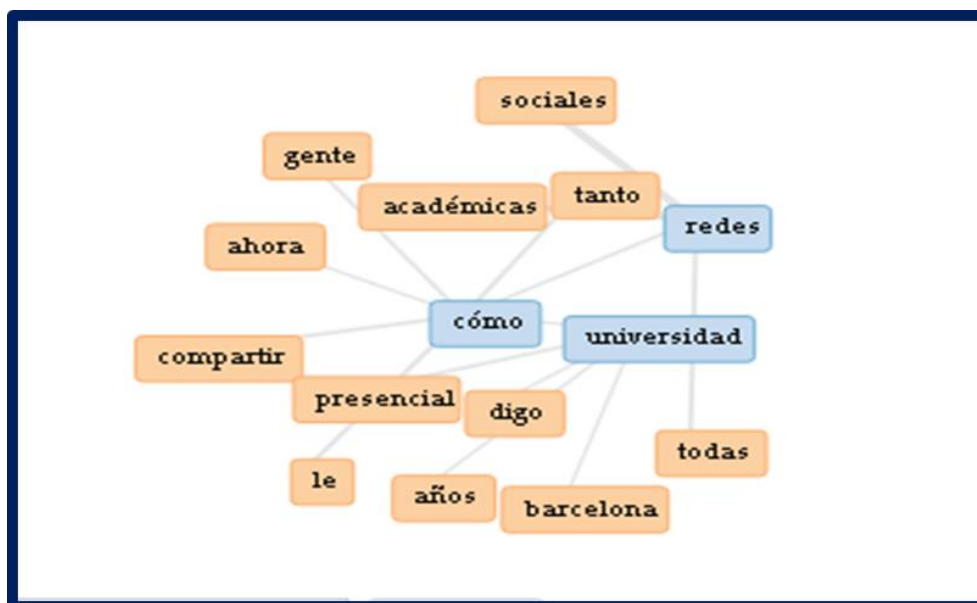 sociales
gente
tanto
académicas
redes
ahora
cómo
universidad
compartir
presencial
digo
todas
le
años
barcelona